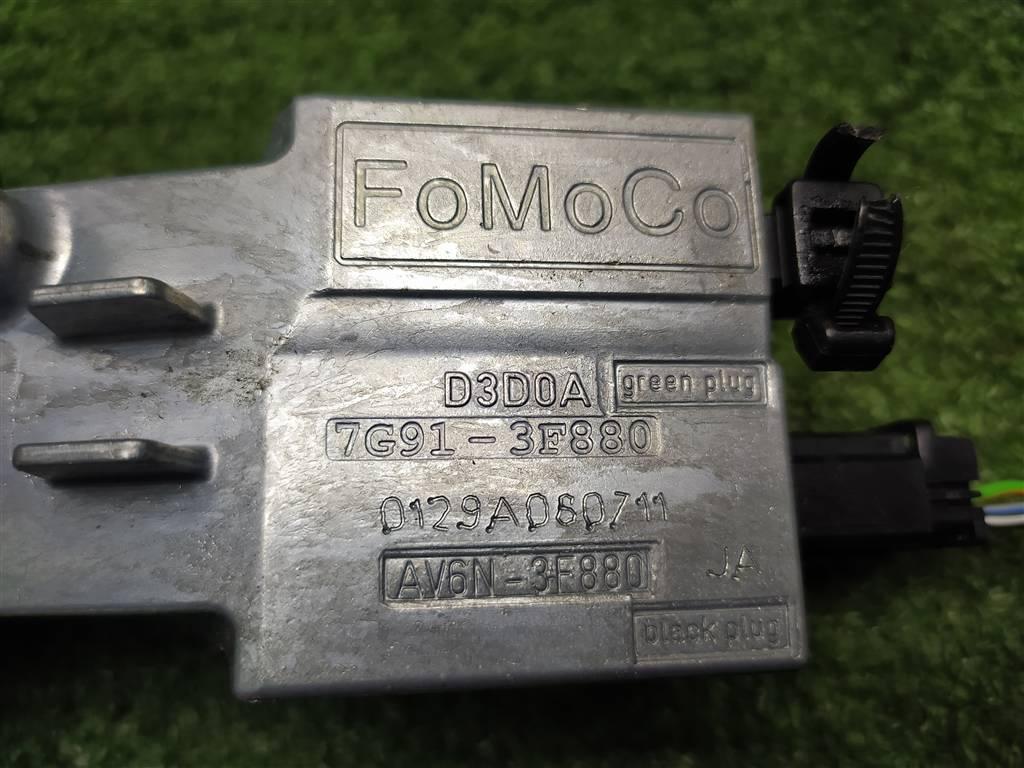 FoMoCo
D3D0A green plug
7G91-3F880
0129A060711
AV6N-3F880 JA
black plug